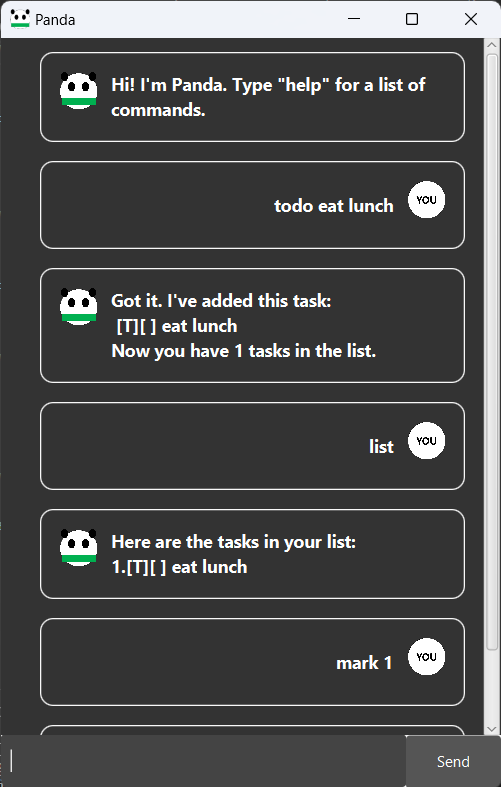 Panda
Hi! I'm Panda. Type "help" for a list of
commands.
todo eat lunch
YOU
Got it. I've added this task:
[T][ ] eat lunch
Now you have 1 tasks in the list.
list
YOU
Here are the tasks in your list:
1.[T][ ] eat lunch
mark 1
YOU
Send